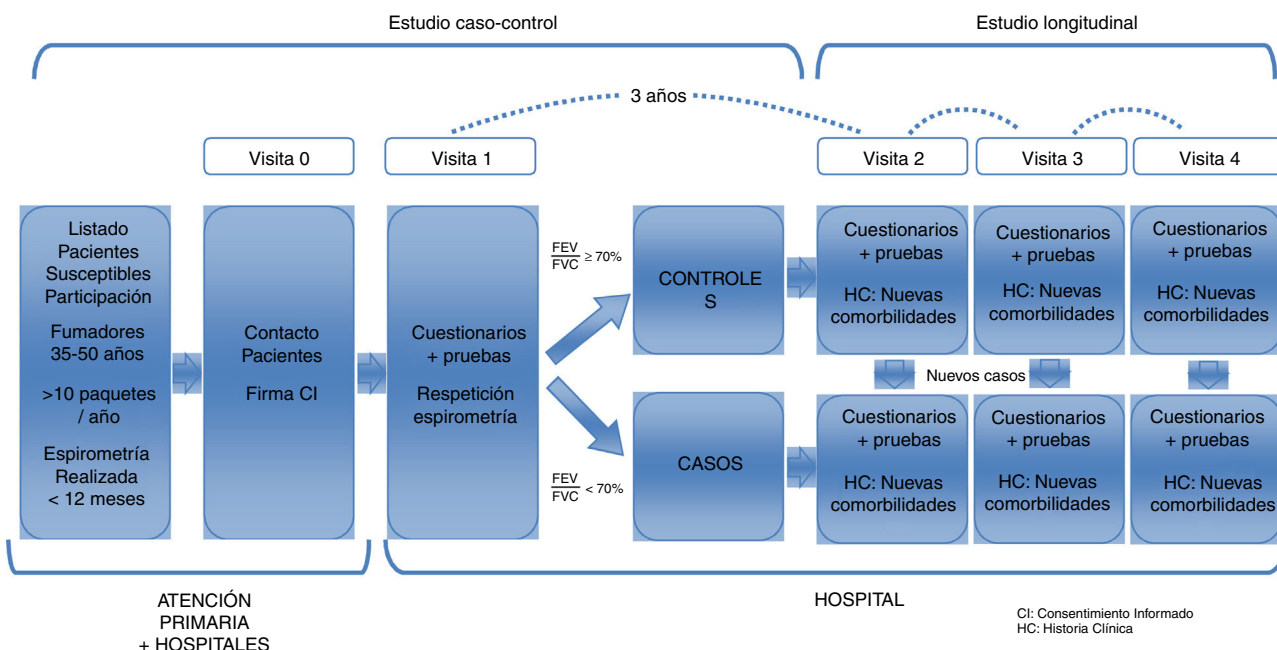 Estudio caso-control
Estudio longitudinal
3 años
Visita 0
Visita 1
Visita 2
Visita 3
Visita 4
Listado
Pacientes
Susceptibles
Participación
Fumadores
35-50 años
>10 paquetes
/ año
Espirometría
Realizada
< 12 meses
Contacto
Pacientes
Firma CI
Cuestionarios
+ pruebas
Respetición
espirometría
FEV
FVC ≥ 70%
FEV
FVC < 70%
CONTROLE
S
CASOS
Cuestionarios
+ pruebas
HC: Nuevas
comorbilidades
Cuestionarios
+ pruebas
HC: Nuevas
comorbilidades
Cuestionarios
+ pruebas
HC: Nuevas
comorbilidades
Nuevos casos
Cuestionarios
+ pruebas
HC: Nuevas
comorbilidades
Cuestionarios
+ pruebas
HC: Nuevas
comorbilidades
Cuestionarios
+ pruebas
HC: Nuevas
comorbilidades
ATENCIÓN
PRIMARIA
+ HOSPITALES
HOSPITAL
CI: Consentimiento Informado
HC: Historia Clínica